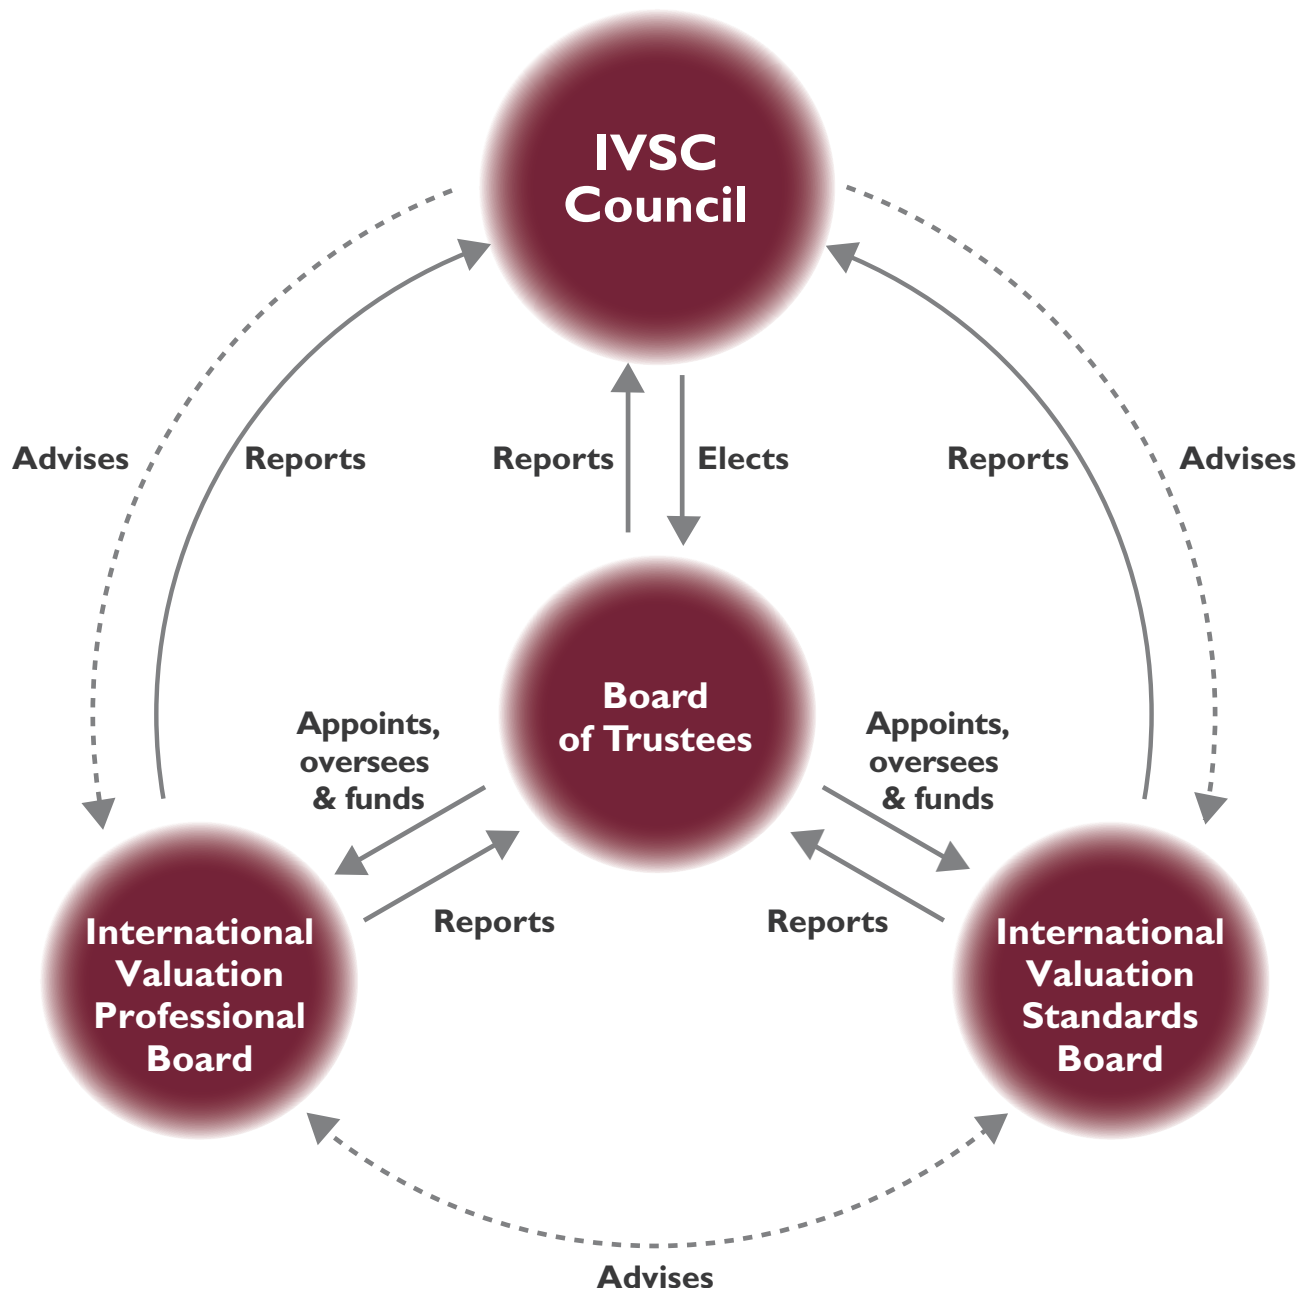 IVSC
Council
Advises
Reports
Reports
Elects
Reports
Advises
Board
of Trustees
Appoints,
oversees
& funds
Appoints,
oversees
& funds
Reports
Reports
International
Valuation
Professional
Board
International
Valuation
Standards
Board
Advises